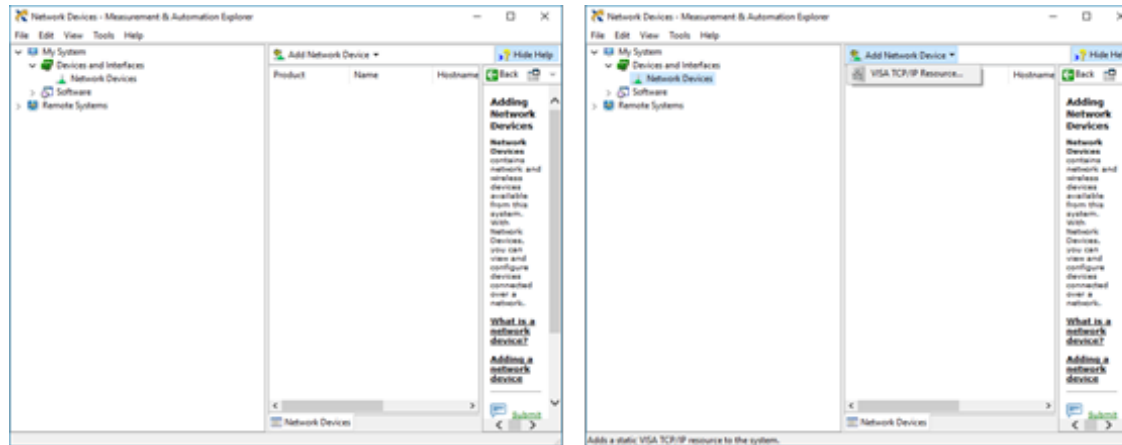 Network Devices - Measurement & Automation Explorer
File Edit View Tools Help
My System
Devices and Interfaces
Network Devices
Software
Remote Systems
Add Network Device
Hide Help
Product Name Hostname
Back
Adding
Network
Devices
Network
Devices
contains
network and
wireless
devices
available
from this
system.
With
Network
Devices,
you can
view and
configure
devices
connected
over a
network.
What is a
network
device?
Adding a
network
device
Submit
Network Devices
Network Devices - Measurement & Automation Explorer
File Edit View Tools Help
My System
Devices and Interfaces
Network Devices
Software
Remote Systems
Add Network Device
Hide He
VISA TCP/IP Resource...
Hostname
Back
Adding
Network
Devices
Network
Devices
contains
network and
wireless
devices
available
from this
system.
With
Network
Devices,
you can
view and
configure
devices
connected
over a
network.
What is a
network
device?
Adding a
network
device
Submit
Network Devices
Adds a static VISA TCP/IP resource to the system.